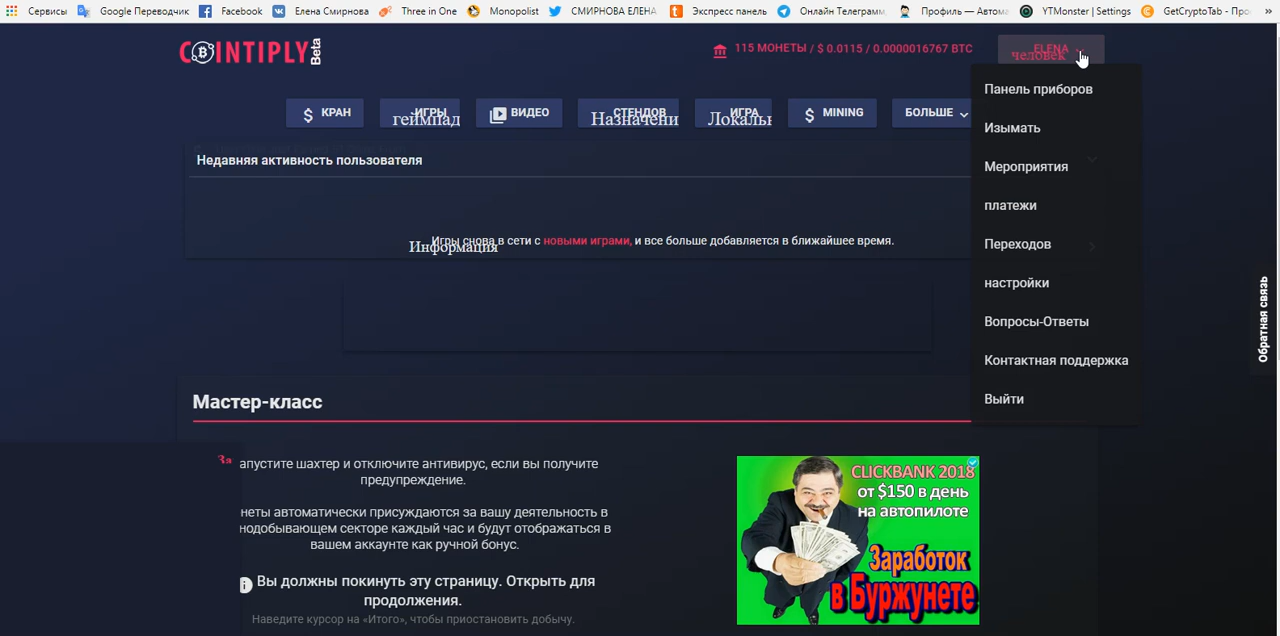 Сервисы Google Переводчик Facebook Елена Смирнова Three in One Monopolist СМИРНОВА ЕЛЕНА Экспресс панель Онлайн Телеграмм, Профиль — Автома YTMonster | Settings GetCryptoTab - Про »
COINTIPLY Beta
115 МОНЕТЫ / $ 0.0115 / 0.0000016767 BTC
ELENA
человек
Панель приборов
Изымать
Мероприятия
платежи
Переходов
настройки
Вопросы-Ответы
Контактная поддержка
Выйти
$ КРАН
ИГРЫ
геймпад
ВИДЕО
СТЕНДОВ
Назначени
ИГРА
Локаль
$ MINING
БОЛЬШЕ
Недавняя активность пользователя
Игры снова в сети с новыми играми, и все больше добавляется в ближайшее время.
Информация
Обратная связь
Мастер-класс
За
апустите шахтер и отключите антивирус, если вы получите
предупреждение.
неты автоматически присуждаются за вашу деятельность в
нодобывающем секторе каждый час и будут отображаться в
вашем аккаунте как ручной бонус.
Вы должны покинуть эту страницу. Открыть для
продолжения.
Наведите курсор на «Итого», чтобы приостановить добычу.
CLICKBANK 2018
от $150 в день
на автопилоте
Заработок
в Буржунете